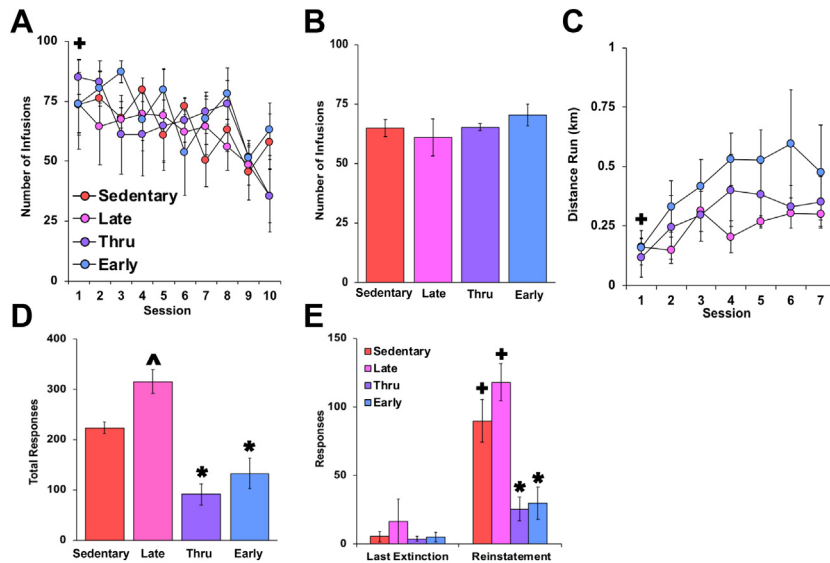 A
B
C
100
75
50
25
0
Number of Infusions
Sedentary
Late
Thru
Early
1 2 3 4 5 6 7 8 9 10
Session
100
75
50
25
0
Number of Infusions
Sedentary Late Thru Early
1
0.75
0.5
0.25
0
Distance Run (km)
1 2 3 4 5 6 7
Session
D
E
400
300
200
100
0
Total Responses
^
*
*
Sedentary Late Thru Early
150
100
50
0
Responses
Sedentary
Late
Thru
Early
+
+
*
*
Last Extinction Reinstatement